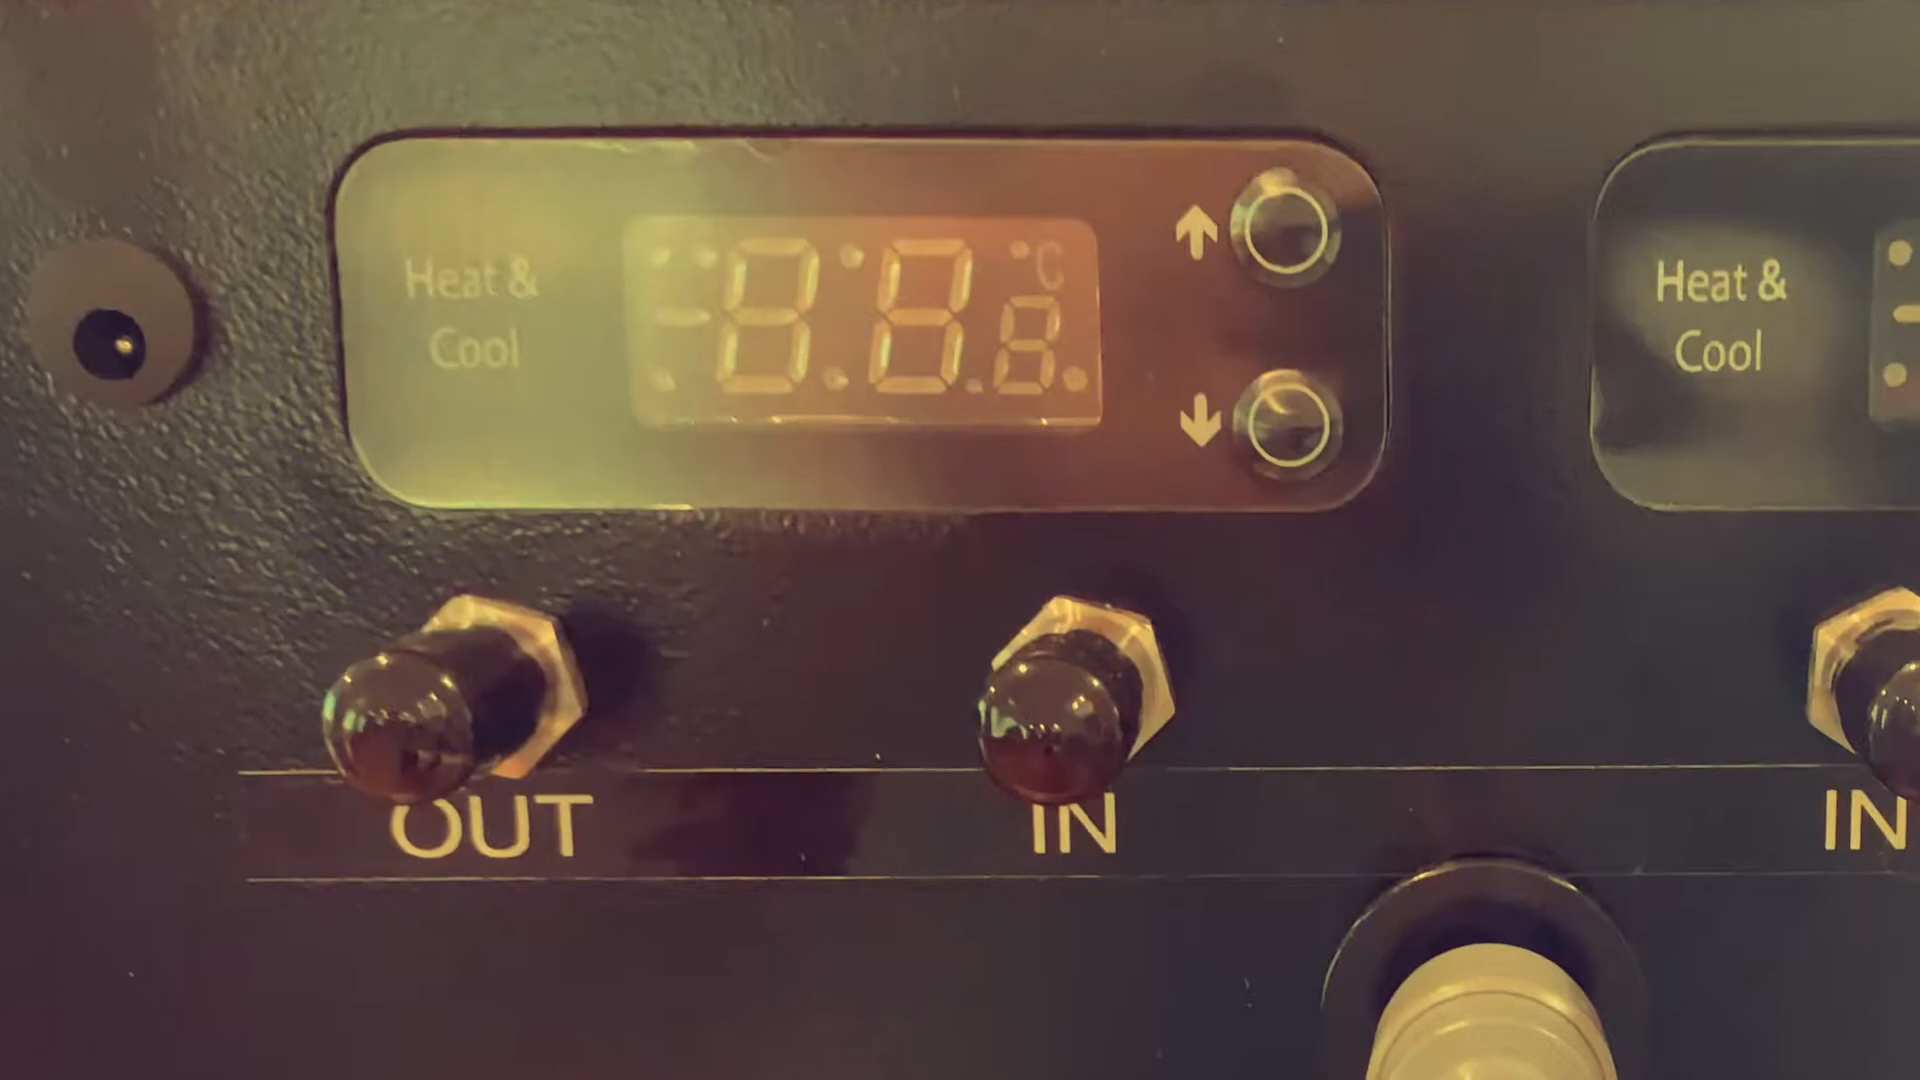 Heat &
Cool
-8.8.8.
°C
Heat &
Cool
OUT
IN
IN